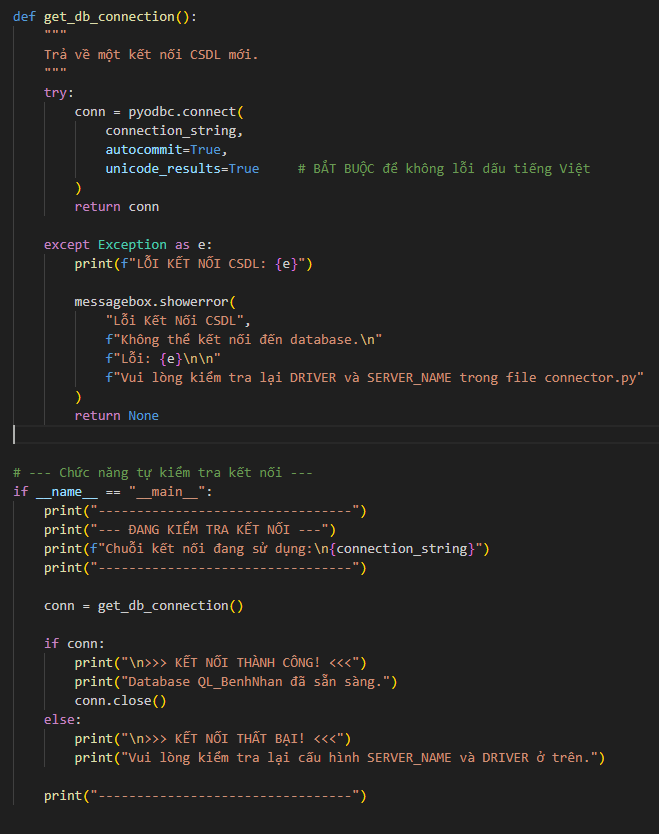 def get_db_connection():
    """
    Trả về một kết nối CSDL mới.
    """
    try:
        conn = pyodbc.connect(
            connection_string,
            autocommit=True,
            unicode_results=True     # BẮT BUỘC để không lỗi dấu tiếng Việt
        )
        return conn

    except Exception as e:
        print(f"LỖI KẾT NỐI CSDL: {e}")

        messagebox.showerror(
            "Lỗi Kết Nối CSDL",
            f"Không thể kết nối đến database.\n"
            f"Lỗi: {e}\n\n"
            f"Vui lòng kiểm tra lại DRIVER và SERVER_NAME trong file connector.py"
        )
        return None

# --- Chức năng tự kiểm tra kết nối ---
if __name__ == "__main__":
    print("---------------------------------")
    print("--- ĐANG KIỂM TRA KẾT NỐI ---")
    print(f"Chuỗi kết nối đang sử dụng:\n{connection_string}")
    print("---------------------------------")

    conn = get_db_connection()

    if conn:
        print("\n>>> KẾT NỐI THÀNH CÔNG! <<<")
        print("Database QL_BenhNhan đã sẵn sàng.")
        conn.close()
    else:
        print("\n>>> KẾT NỐI THẤT BẠI! <<<")
        print("Vui lòng kiểm tra lại cấu hình SERVER_NAME và DRIVER ở trên.")

    print("---------------------------------")